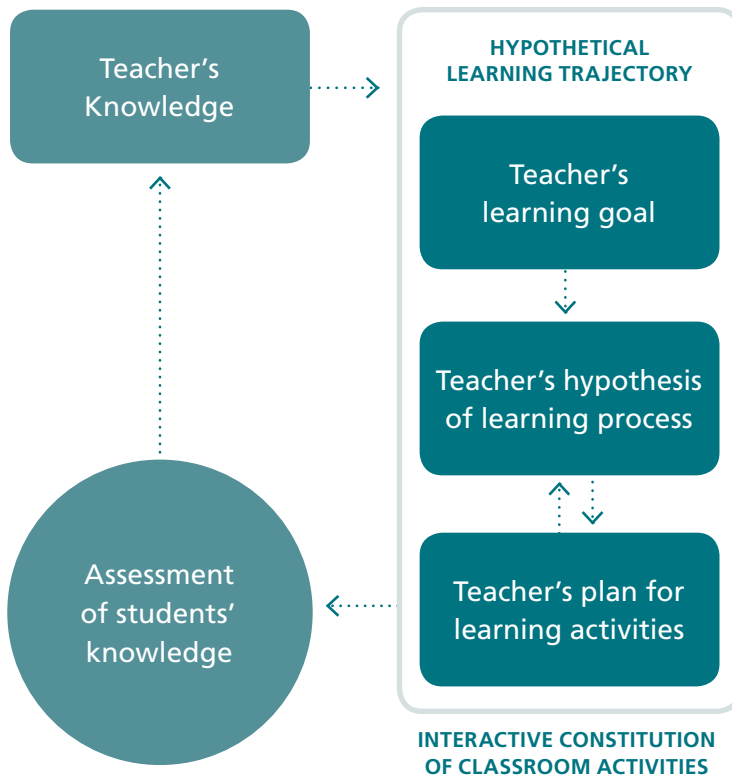 Teacher’s
Knowledge
HYPOTHETICAL
LEARNING TRAJECTORY
Teacher’s
learning goal
Teacher’s hypothesis
of learning process
Teacher’s plan for
learning activities
Assessment
of students’
knowledge
INTERACTIVE CONSTITUTION
OF CLASSROOM ACTIVITIES